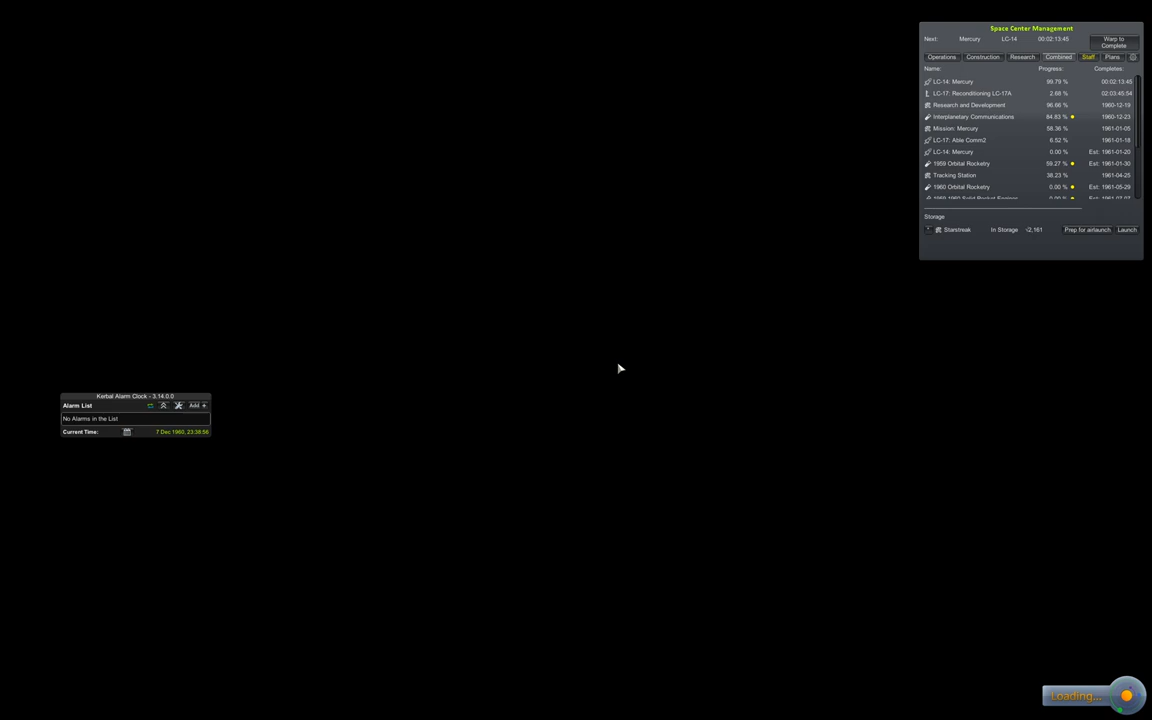 Space Center Management
Next: Mercury LC-14 00:02:13:45 Warp to Complete
Operations Construction Research Combined Staff Plans
Name: Progress: Completes:
LC-14: Mercury 99.79 % 00:02:13:45
LC-17: Reconditioning LC-17A 2.68 % 02:03:45:54
Research and Development 96.66 % 1960-12-19
Interplanetary Communications 84.83 % 1960-12-23
Mission: Mercury 58.36 % 1961-01-05
LC-17: Able Comm2 6.52 % 1961-01-18
LC-14: Mercury 0.00 % Est: 1961-01-20
1959 Orbital Rocketry 59.27 % Est: 1961-01-30
Tracking Station 38.23 % 1961-04-25
1960 Orbital Rocketry 0.00 % Est: 1961-05-29
Storage
Starstreak In Storage √2,161 Prep for airlaunch Launch
Kerbal Alarm Clock - 3.14.0.0
Alarm List Add +
No Alarms in the List
Current Time: 7 Dec 1960, 23:38:56
Loading...